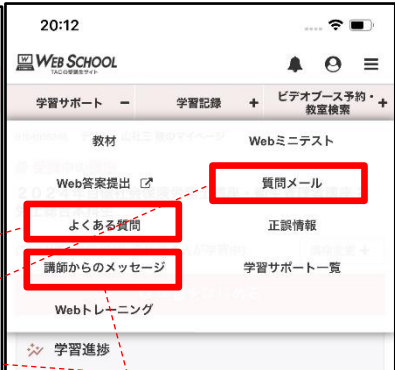 20:12
WEB SCHOOL
TACの受講生サイト
学習サポート − 学習記録 + ビデオブース予約・教室検索 +
教材 Webミニテスト
Web答案提出 質問メール
よくある質問 正誤情報
講師からのメッセージ 学習サポート一覧
Webトレーニング
学習進捗